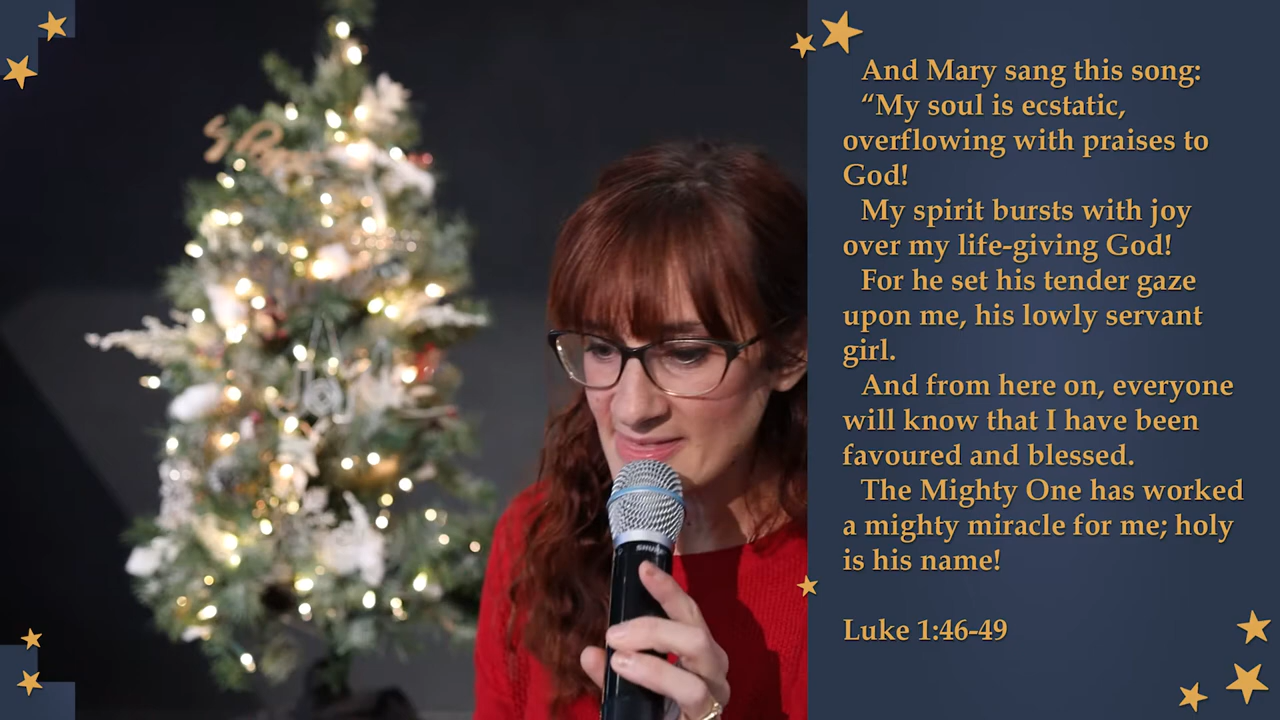 And Mary sang this song:
“My soul is ecstatic,
overflowing with praises to
God!
My spirit bursts with joy
over my life-giving God!
For he set his tender gaze
upon me, his lowly servant
girl.
And from here on, everyone
will know that I have been
favoured and blessed.
The Mighty One has worked
a mighty miracle for me; holy
is his name!
Luke 1:46-49
SHURE